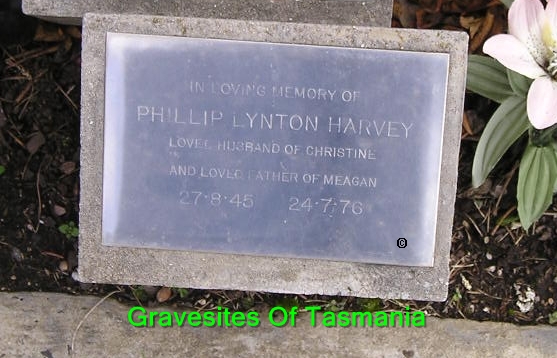 IN LOVING MEMORY OF
PHILLIP LYNTON HARVEY
LOVED HUSBAND OF CHRISTINE
AND LOVED FATHER OF MEAGAN
27·8·45 24·7·76
©
Gravesites Of Tasmania